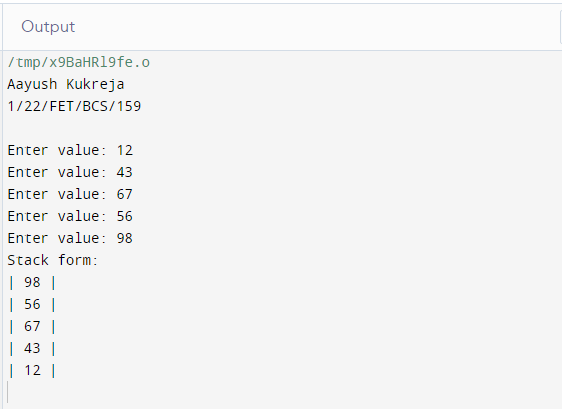 Output
/tmp/x9BaHRl9fe.o
Aayush Kukreja
1/22/FET/BCS/159
Enter value: 12
Enter value: 43
Enter value: 67
Enter value: 56
Enter value: 98
Stack form:
| 98 |
| 56 |
| 67 |
| 43 |
| 12 |